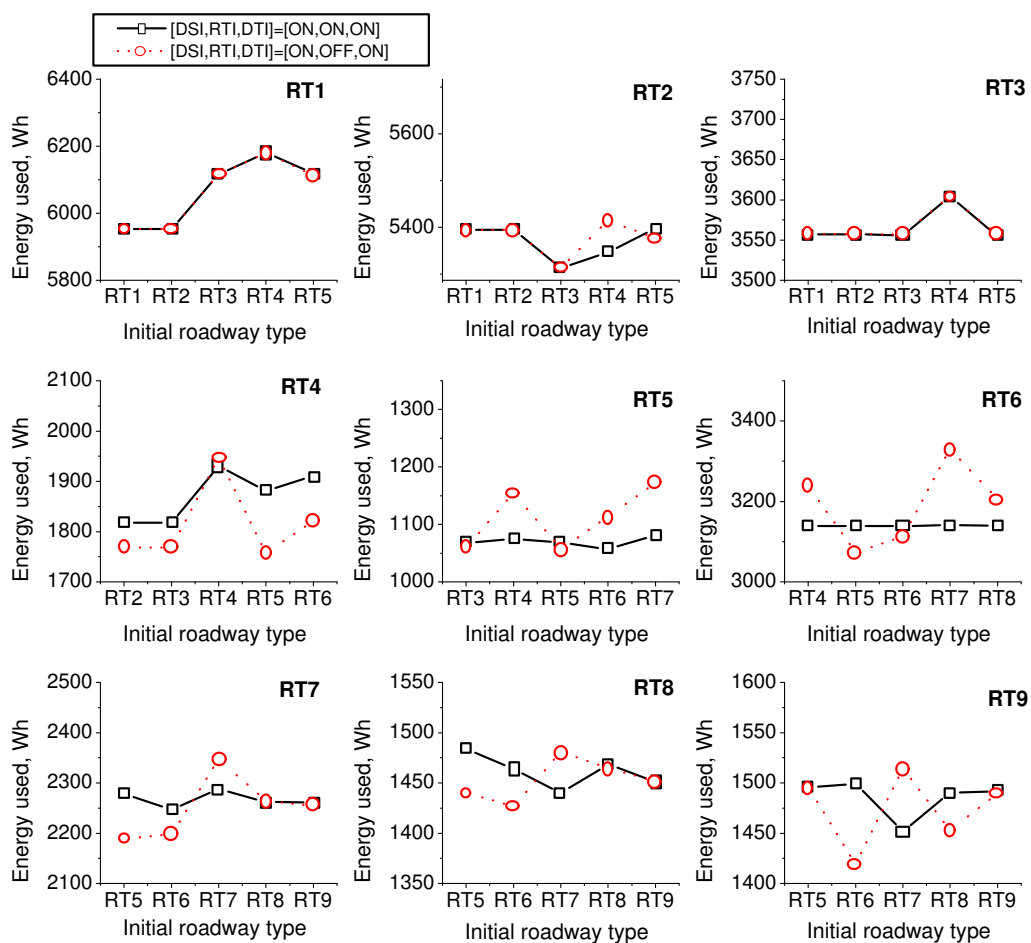 [DSI,RTI,DTI]=[ON,ON,ON]
[DSI,RTI,DTI]=[ON,OFF,ON]
RT1
Energy used, Wh
6400
6200
6000
5800
RT1 RT2 RT3 RT4 RT5
Initial roadway type
RT2
Energy used, Wh
5600
5400
RT1 RT2 RT3 RT4 RT5
Initial roadway type
RT3
Energy used, Wh
3750
3700
3650
3600
3550
3500
RT1 RT2 RT3 RT4 RT5
Initial roadway type
RT4
Energy used, Wh
2100
2000
1900
1800
1700
RT2 RT3 RT4 RT5 RT6
Initial roadway type
RT5
Energy used, Wh
1300
1200
1100
1000
RT3 RT4 RT5 RT6 RT7
Initial roadway type
RT6
Energy used, Wh
3400
3200
3000
RT4 RT5 RT6 RT7 RT8
Initial roadway type
RT7
Energy used, Wh
2500
2400
2300
2200
2100
RT5 RT6 RT7 RT8 RT9
Initial roadway type
RT8
Energy used, Wh
1550
1500
1450
1400
1350
RT5 RT6 RT7 RT8 RT9
Initial roadway type
RT9
Energy used, Wh
1600
1550
1500
1450
1400
RT5 RT6 RT7 RT8 RT9
Initial roadway type